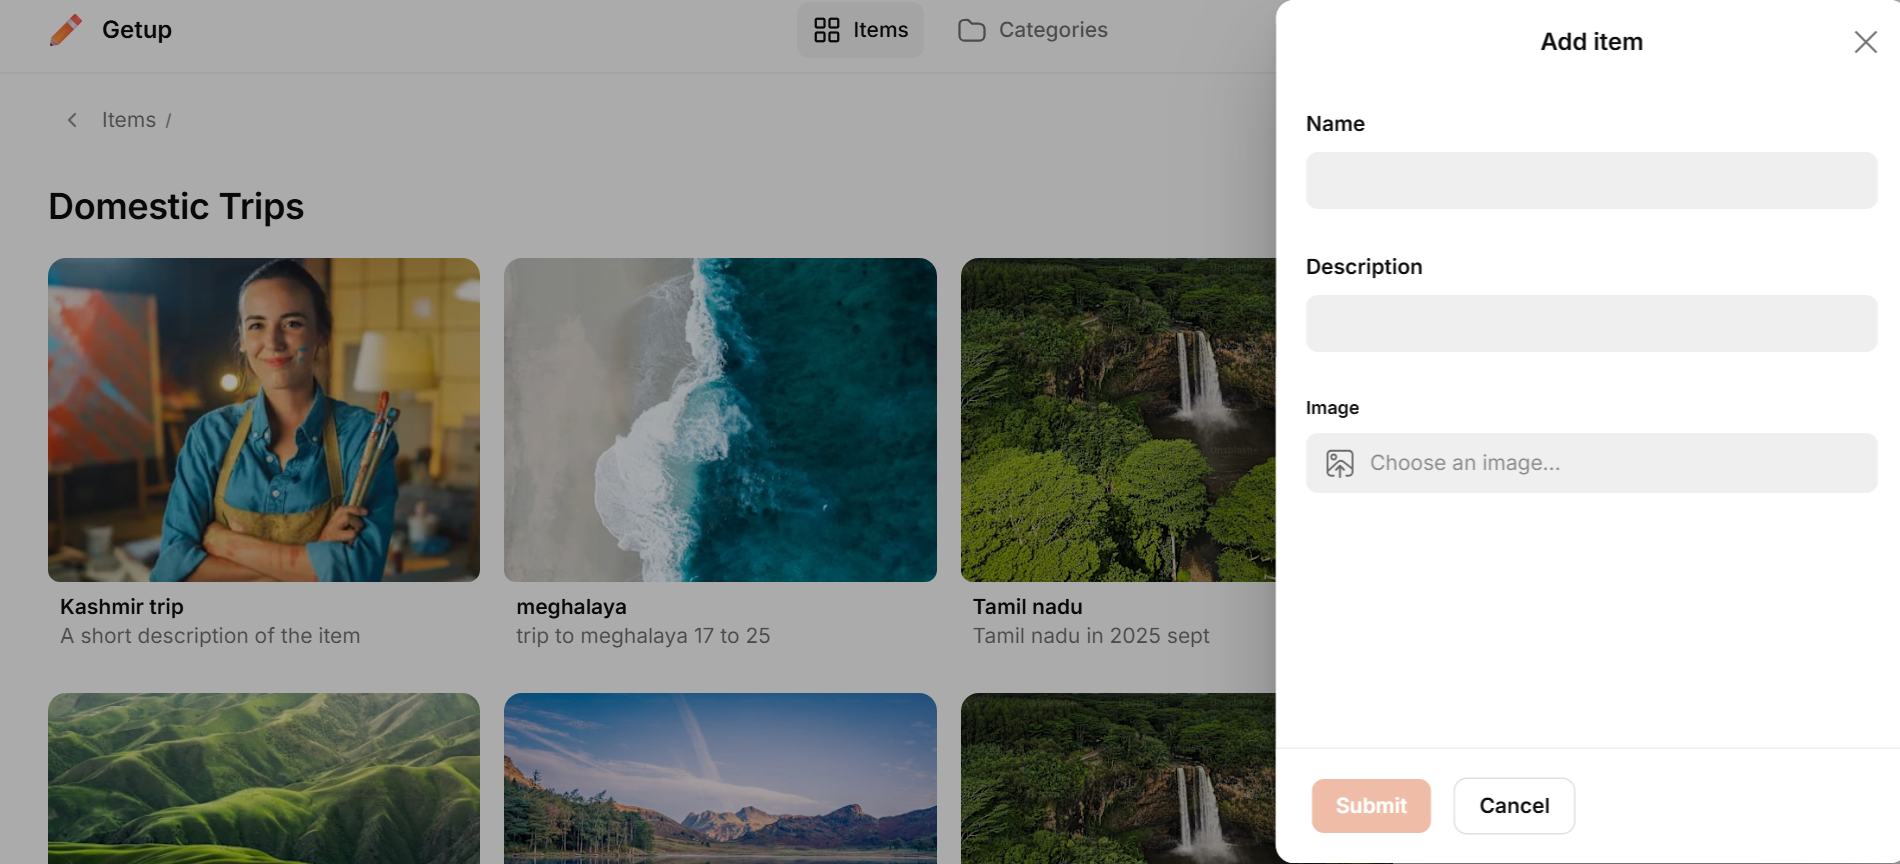 Getup
Items
Categories
Items /
Domestic Trips
Kashmir trip
A short description of the item
meghalaya
trip to meghalaya 17 to 25
Tamil nadu
Tamil nadu in 2025 sept
Add item
Name
Description
Image
Choose an image...
Submit
Cancel